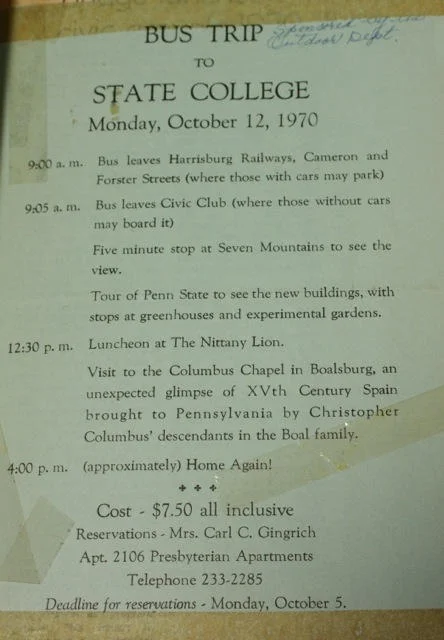 BUS TRIP
Sponsored by the
Outdoor Dept.
TO
STATE COLLEGE
Monday, October 12, 1970
9:00 a. m. Bus leaves Harrisburg Railways, Cameron and
Forster Streets (where those with cars may park)
9:05 a. m. Bus leaves Civic Club (where those without cars
may board it)
Five minute stop at Seven Mountains to see the
view.
Tour of Penn State to see the new buildings, with
stops at greenhouses and experimental gardens.
12:30 p. m. Luncheon at The Nittany Lion.
Visit to the Columbus Chapel in Boalsburg, an
unexpected glimpse of XVth Century Spain
brought to Pennsylvania by Christopher
Columbus' descendants in the Boal family.
4:00 p. m. (approximately) Home Again!
Cost - $7.50 all inclusive
Reservations - Mrs. Carl C. Gingrich
Apt. 2106 Presbyterian Apartments
Telephone 233-2285
Deadline for reservations - Monday, October 5.